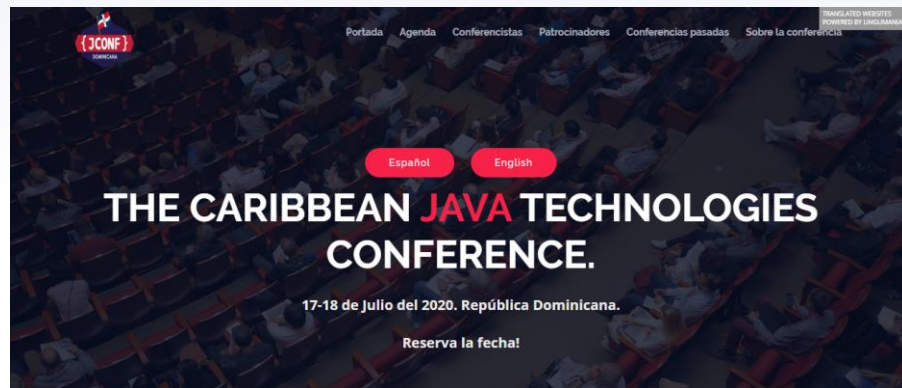 TRANSLATED WEBSITES
POWERED BY LINGUMANIA
{JCONF}
DOMINICANA
Portada Agenda Conferencistas Patrocinadores Conferencias pasadas Sobre la conferencia
Español English
THE CARIBBEAN JAVA TECHNOLOGIES
CONFERENCE.
17-18 de Julio del 2020. República Dominicana.
Reserva la fecha!